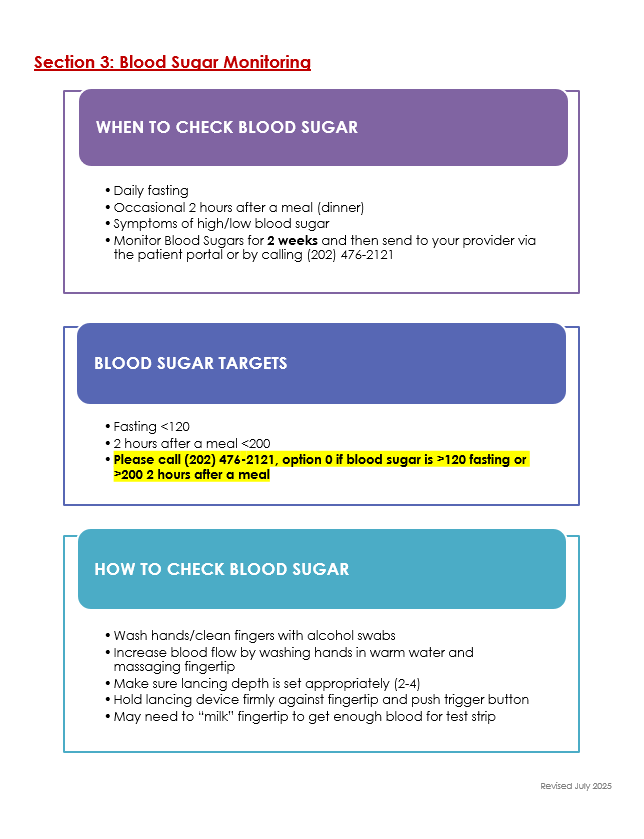 Section 3: Blood Sugar Monitoring
WHEN TO CHECK BLOOD SUGAR
• Daily fasting
• Occasional 2 hours after a meal (dinner)
• Symptoms of high/low blood sugar
• Monitor Blood Sugars for 2 weeks and then send to your provider via
the patient portal or by calling (202) 476-2121
BLOOD SUGAR TARGETS
• Fasting <120
• 2 hours after a meal <200
• Please call (202) 476-2121, option 0 if blood sugar is >120 fasting or
>200 2 hours after a meal
HOW TO CHECK BLOOD SUGAR
• Wash hands/clean fingers with alcohol swabs
• Increase blood flow by washing hands in warm water and
massaging fingertip
• Make sure lancing depth is set appropriately (2-4)
• Hold lancing device firmly against fingertip and push trigger button
• May need to “milk” fingertip to get enough blood for test strip
Revised July 2025